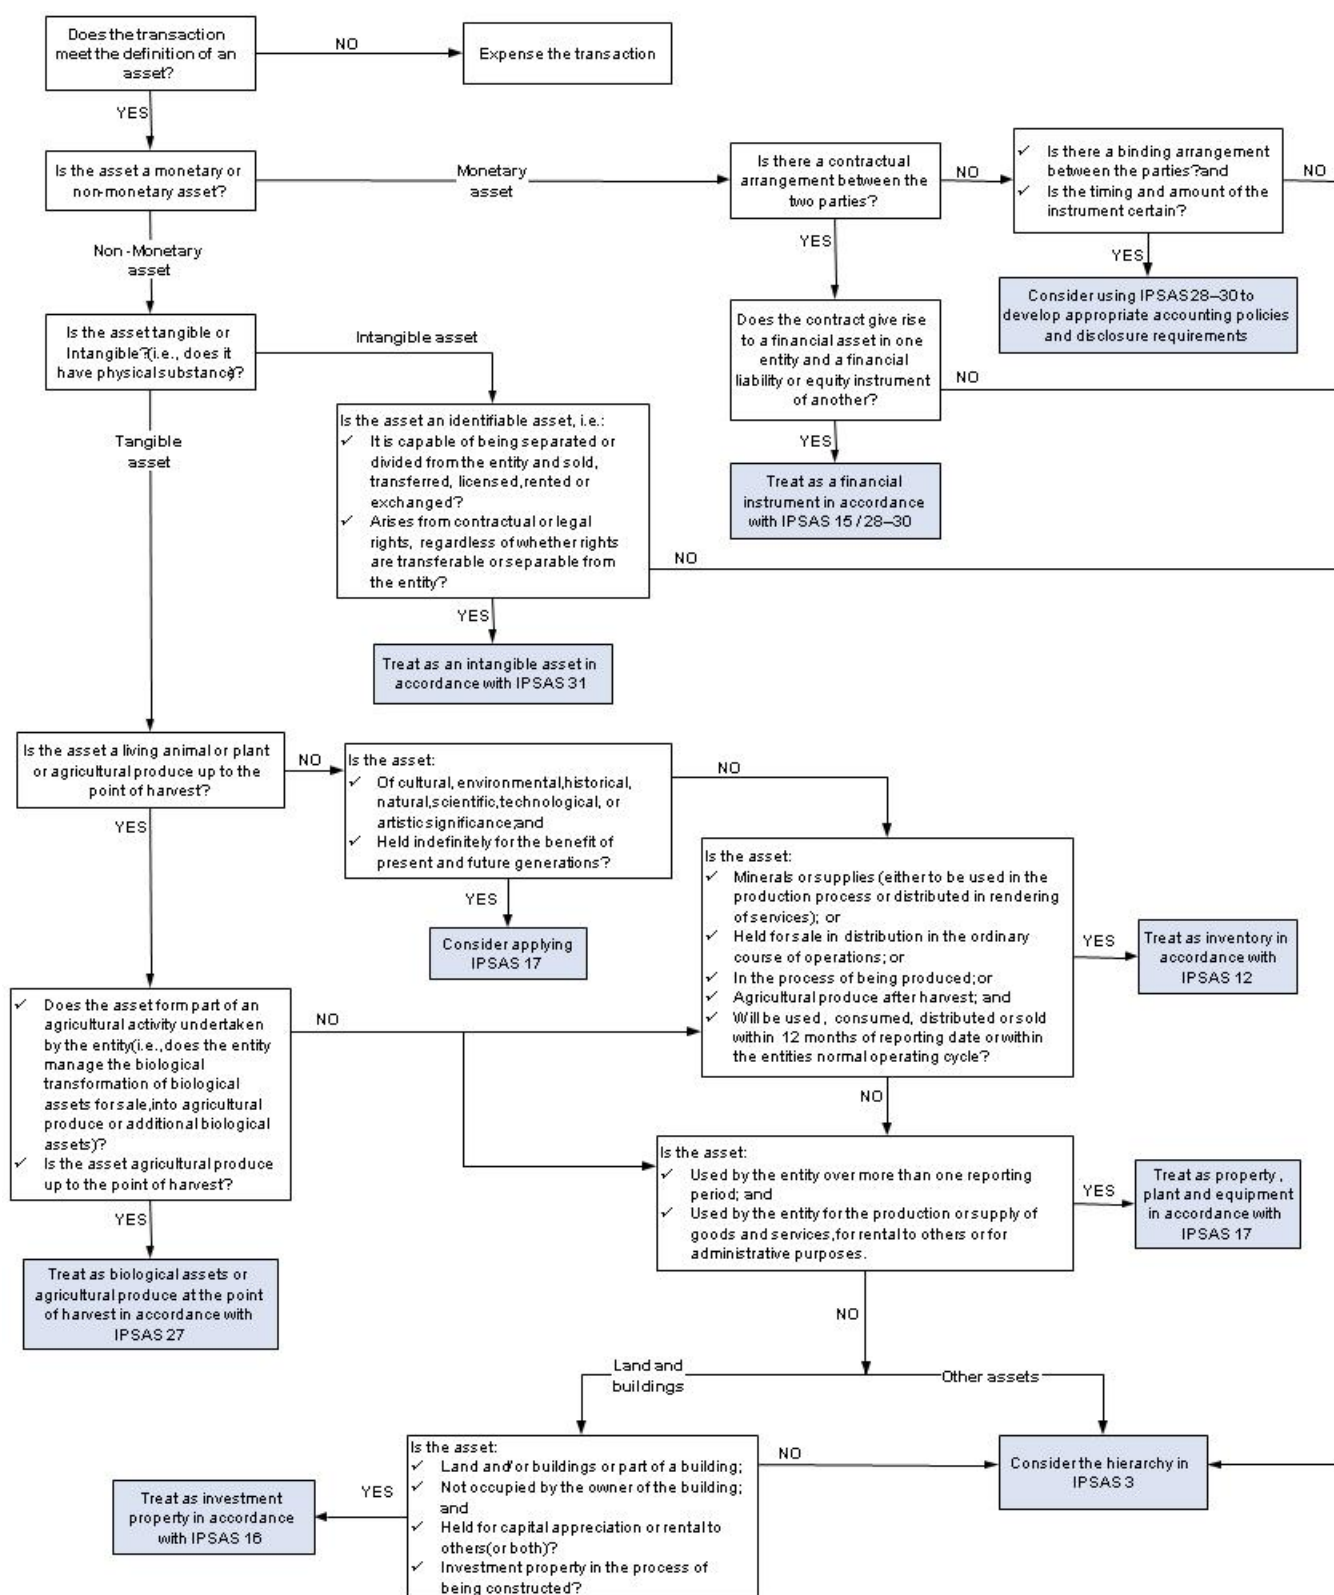 Does the transaction
meet the definition of an
asset?
NO
Expense the transaction
YES
Is the asset a monetary or
non-monetary asset?
Monetary
asset
Is there a contractual
arrangement between the
two parties?
NO
✓ Is there a binding arrangement
between the parties?and
✓ Is the timing and amount of the
instrument certain?
NO
Non-Monetary
asset
YES
YES
Consider using IPSAS 28–30 to
develop appropriate accounting policies
and disclosure requirements
Is the asset tangible or
Intangible?(i.e., does it
have physical substance)?
Intangible asset
Does the contract give rise
to a financial asset in one
entity and a financial
liability or equity instrument
of another?
NO
Tangible
asset
Is the asset an identifiable asset, i.e.:
✓ It is capable of being separated or
divided from the entity and sold,
transferred, licensed,rented or
exchanged?
✓ Arises from contractual or legal
rights, regardless of whether rights
are transferable or separable from
the entity?
YES
Treat as a financial
instrument in accordance
with IPSAS 15 / 28–30
NO
YES
Treat as an intangible asset in
accordance with IPSAS 31
Is the asset a living animal or plant
or agricultural produce up to the
point of harvest?
NO
Is the asset:
✓ Of cultural, environmental,historical,
natural,scientific,technological, or
artistic significance;and
✓ Held indefinitely for the benefit of
present and future generations?
NO
YES
YES
Consider applying
IPSAS 17
Is the asset:
✓ Minerals or supplies (either to be used in the
production process or distributed in rendering
of services); or
✓ Held for sale in distribution in the ordinary
course of operations; or
✓ In the process of being produced;or
✓ Agricultural produce after harvest; and
✓ Will be used, consumed, distributed or sold
within 12 months of reporting date or within
the entities normal operating cycle?
YES
Treat as inventory in
accordance with
IPSAS 12
✓ Does the asset form part of an
agricultural activity undertaken
by the entity(i.e., does the entity
manage the biological
transformation of biological
assets for sale,into agricultural
produce or additional biological
assets)?
✓ Is the asset agricultural produce
up to the point of harvest?
NO
NO
Is the asset:
✓ Used by the entity over more than one reporting
period; and
✓ Used by the entity for the production or supply of
goods and services,for rental to others or for
administrative purposes.
YES
Treat as property,
plant and equipment
in accordance with
IPSAS 17
YES
Treat as biological assets or
agricultural produce at the point
of harvest in accordance with
IPSAS 27
NO
Land and
buildings
Other assets
Is the asset:
✓ Land and/or buildings or part of a building;
✓ Not occupied by the owner of the building;
and
✓ Held for capital appreciation or rental to
others(or both)?
✓ Investment property in the process of
being constructed?
NO
Consider the hierarchy in
IPSAS 3
YES
Treat as investment
property in accordance
with IPSAS 16